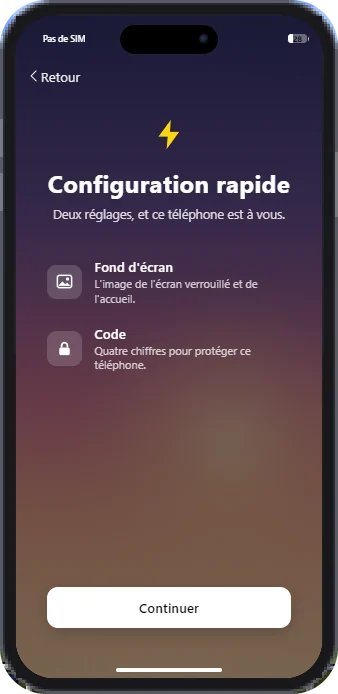 Pas de SIM
28
Retour
Configuration rapide
Deux réglages, et ce téléphone est à vous.
Fond d'écran
L'image de l'écran verrouillé et de
l'accueil.
Code
Quatre chiffres pour protéger ce
téléphone.
Continuer